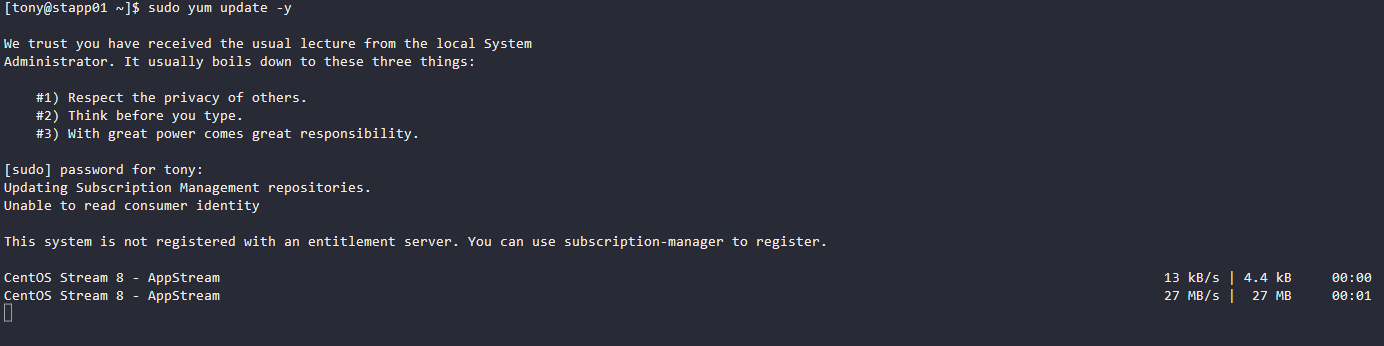 [tony@stapp01 ~]$ sudo yum update -y
We trust you have received the usual lecture from the local System
Administrator. It usually boils down to these three things:
#1) Respect the privacy of others.
#2) Think before you type.
#3) With great power comes great responsibility.
[sudo] password for tony:
Updating Subscription Management repositories.
Unable to read consumer identity
This system is not registered with an entitlement server. You can use subscription-manager to register.
CentOS Stream 8 - AppStream 13 kB/s | 4.4 kB 00:00
CentOS Stream 8 - AppStream 27 MB/s | 27 MB 00:01